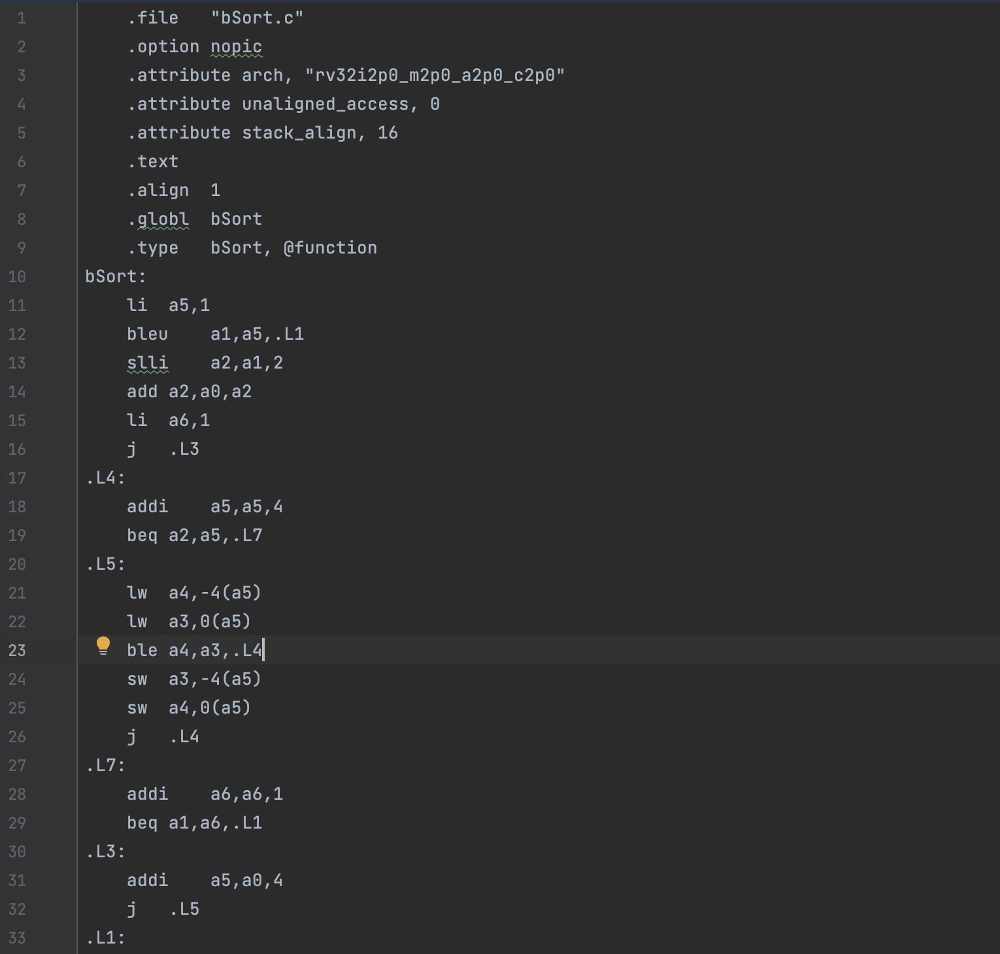 1 .file "bSort.c"
2 .option nopic
3 .attribute arch, "rv32i2p0_m2p0_a2p0_c2p0"
4 .attribute unaligned_access, 0
5 .attribute stack_align, 16
6 .text
7 .align 1
8 .globl bSort
9 .type bSort, @function
10 bSort:
11 li a5,1
12 bleu a1,a5,.L1
13 slli a2,a1,2
14 add a2,a0,a2
15 li a6,1
16 j .L3
17 .L4:
18 addi a5,a5,4
19 beq a2,a5,.L7
20 .L5:
21 lw a4,-4(a5)
22 lw a3,0(a5)
23 ble a4,a3,.L4
24 sw a3,-4(a5)
25 sw a4,0(a5)
26 j .L4
27 .L7:
28 addi a6,a6,1
29 beq a1,a6,.L1
30 .L3:
31 addi a5,a0,4
32 j .L5
33 .L1: